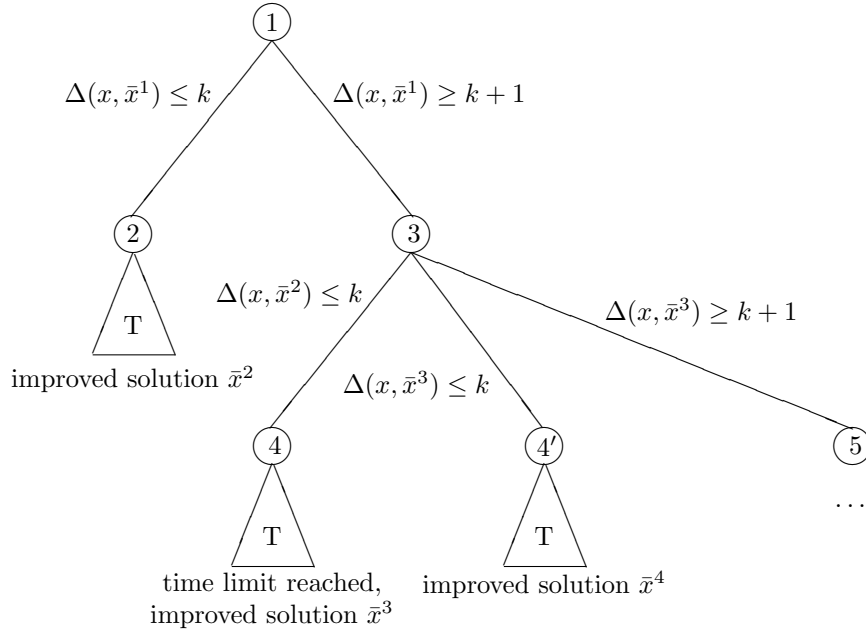 1
Δ(x, x̄¹) ≤ k
Δ(x, x̄¹) ≥ k + 1
2
3
Δ(x, x̄²) ≤ k
Δ(x, x̄³) ≥ k + 1
T
improved solution x̄²
Δ(x, x̄³) ≤ k
4
4′
5
. . .
T
T
time limit reached,
improved solution x̄³
improved solution x̄⁴